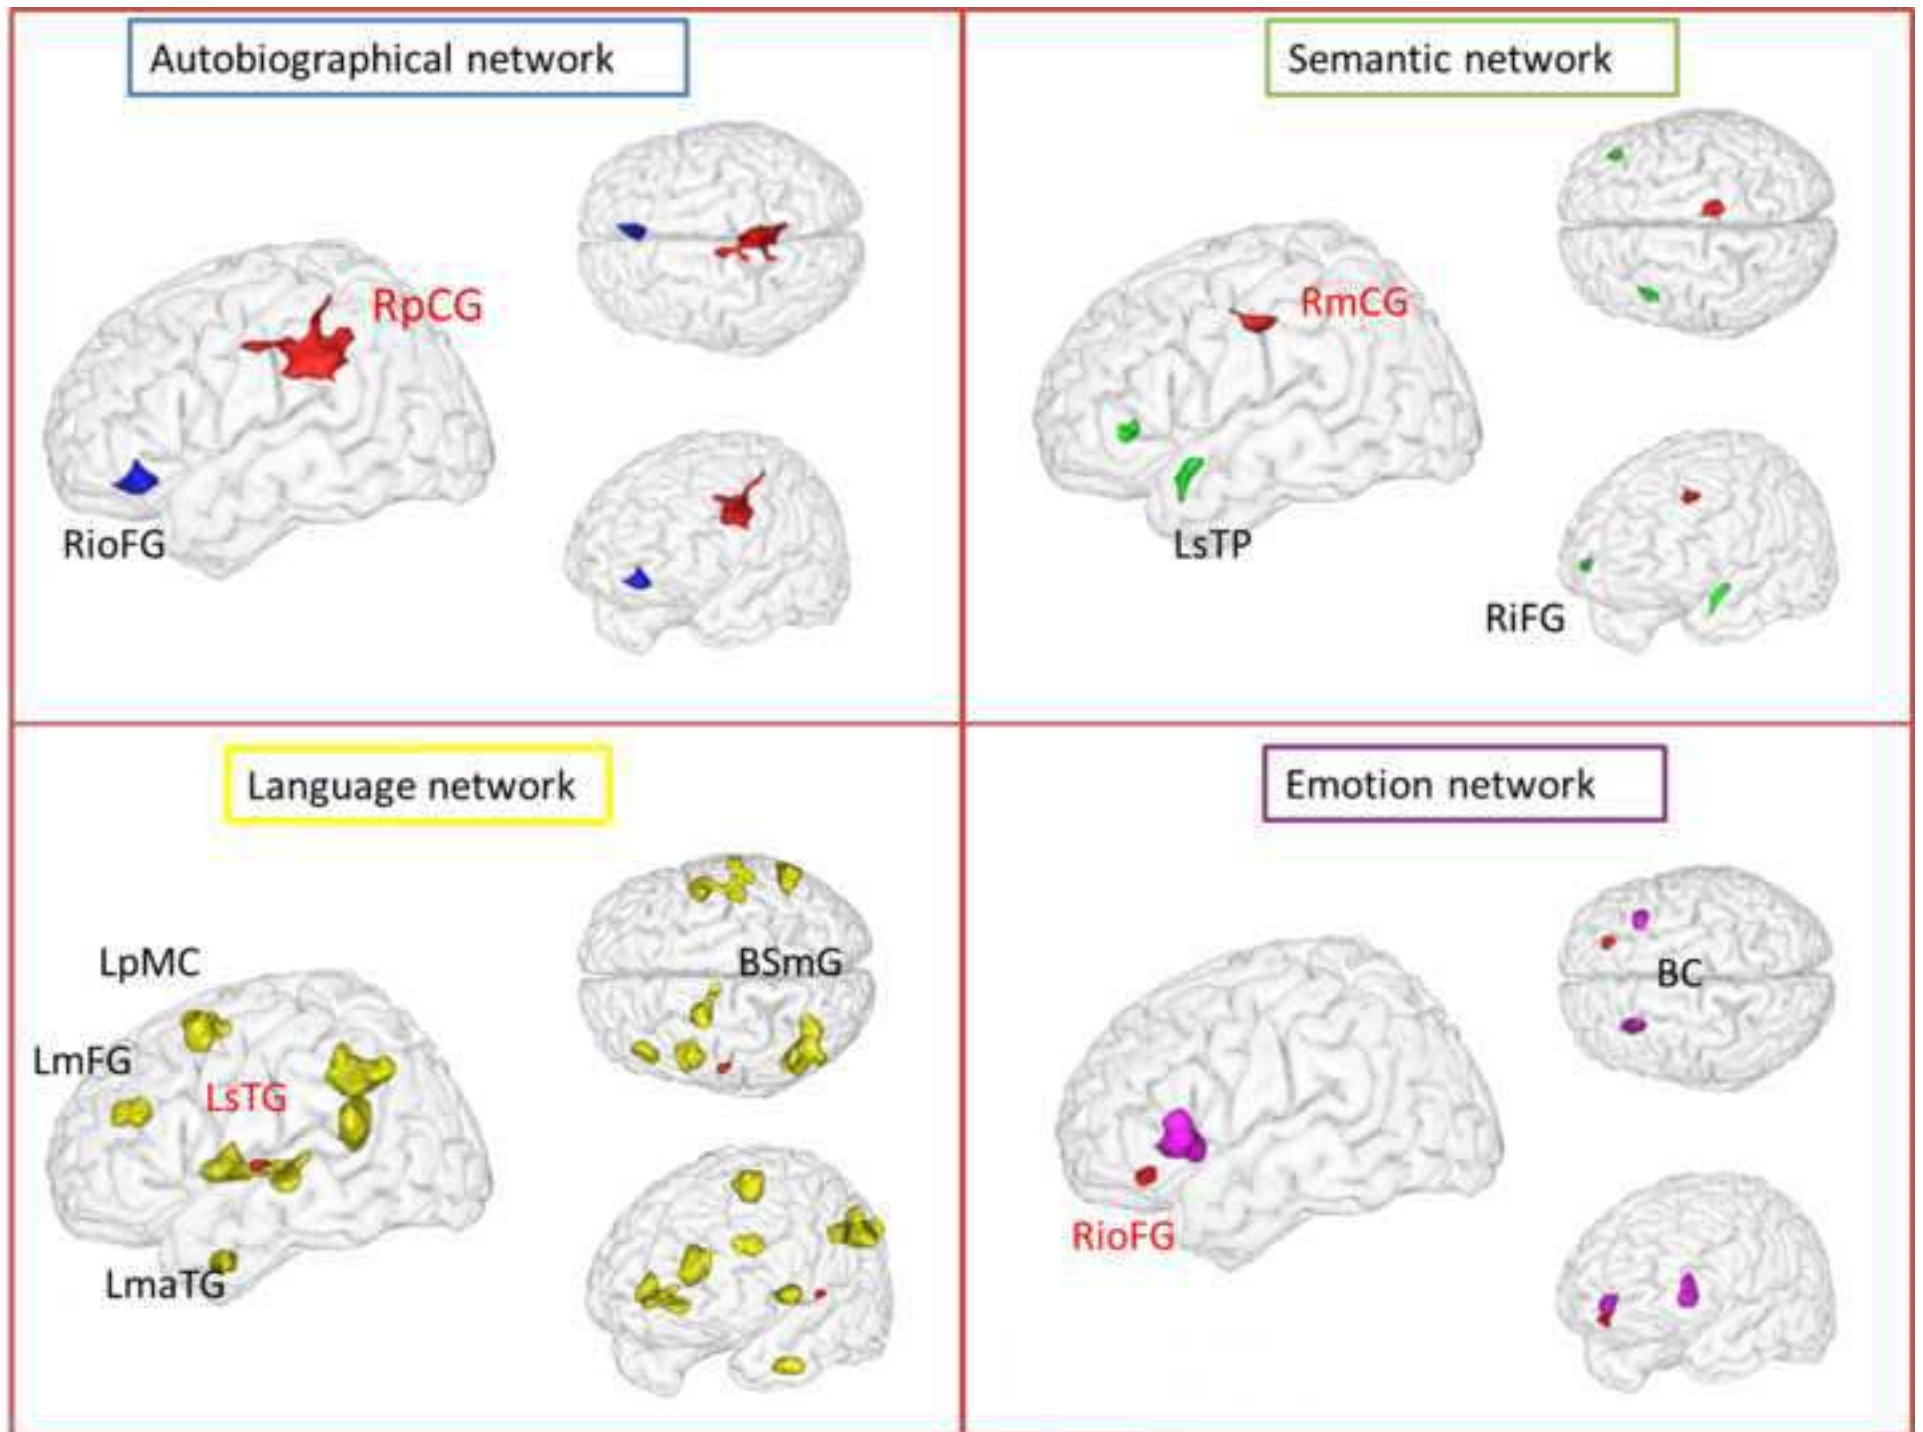 Autobiographical network
RpCG
RioFG
Semantic network
RmCG
LsTP
RiFG
Language network
LpMC
BSmG
LmFG
LsTG
LmaTG
Emotion network
BC
RioFG